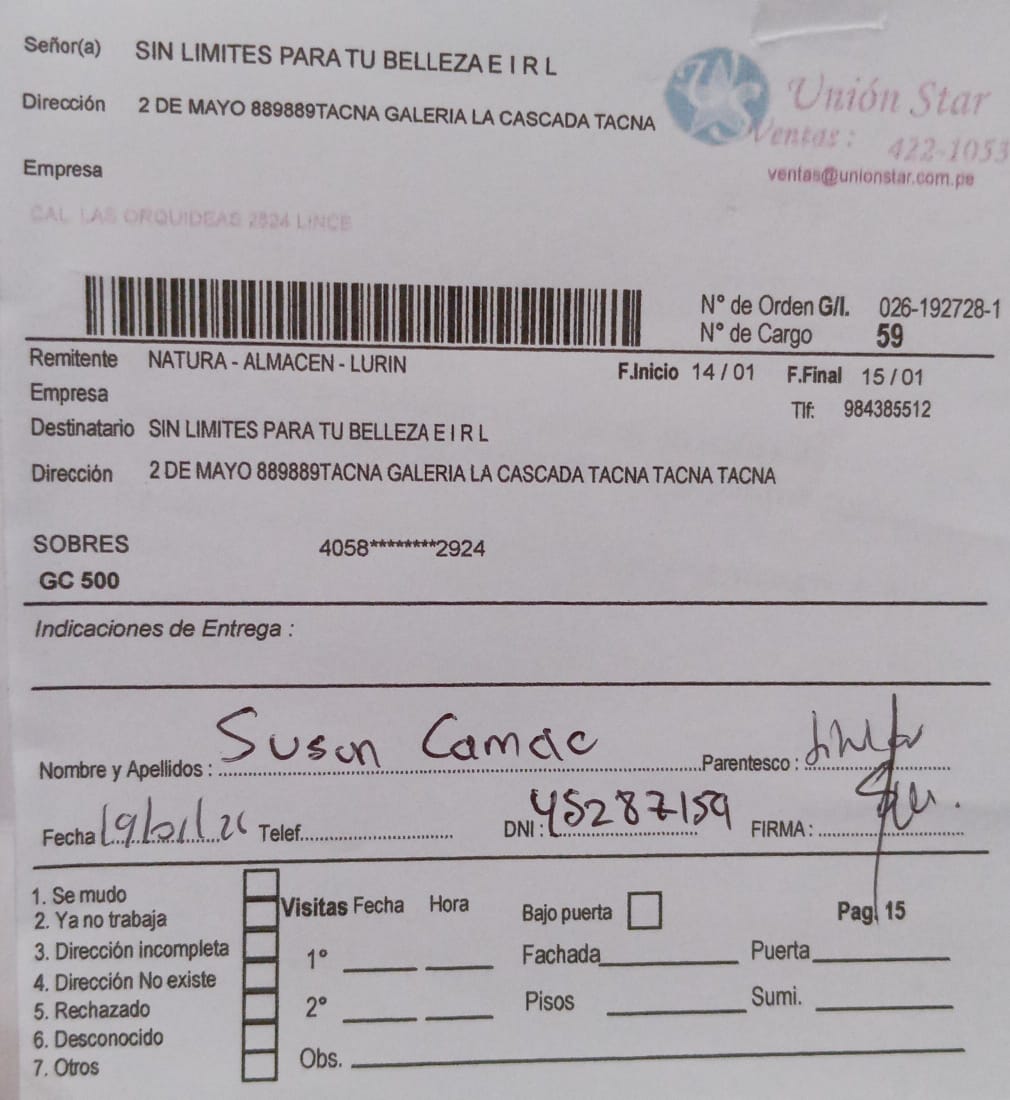 Señor(a) SIN LIMITES PARA TU BELLEZA E I R L
Dirección 2 DE MAYO 889889TACNA GALERIA LA CASCADA TACNA
Unión Star
Ventas : 422-1053
ventas@unionstar.com.pe
Empresa
CAL LAS ORQUIDEAS 2824 LINCE
N° de Orden G/I. 026-192728-1
N° de Cargo 59
Remitente NATURA - ALMACEN - LURIN
F.Inicio 14 / 01 F.Final 15 / 01
Empresa
Tlf: 984385512
Destinatario SIN LIMITES PARA TU BELLEZA E I R L
Dirección 2 DE MAYO 889889TACNA GALERIA LA CASCADA TACNA TACNA TACNA
SOBRES 4058********2924
GC 500
Indicaciones de Entrega :
Nombre y Apellidos : Susan Camac Parentesco :
Fecha 19/01/26 Telef. DNI : 45287159 FIRMA :
1. Se mudo
2. Ya no trabaja
3. Dirección incompleta
4. Dirección No existe
5. Rechazado
6. Desconocido
7. Otros
Visitas Fecha Hora
1°
2°
Obs.
Bajo puerta
Pag. 15
Fachada Puerta
Pisos Sumi.